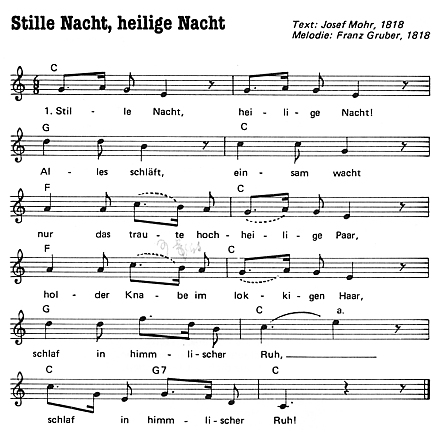 Stille Nacht, heilige Nacht
Text: Josef Mohr, 1818
Melodie: Franz Gruber, 1818
C
1. Stil - le Nacht, hei - li - ge Nacht!
G C
Al - les schläft, ein - sam wacht
F C
nur das trau - te hoch - hei - li - ge Paar,
F C
hol - der Kna - be im lok - ki - gen Haar,
G C a.
schlaf in himm - li - scher Ruh,
C G7 C
schlaf in himm - li - scher Ruh!